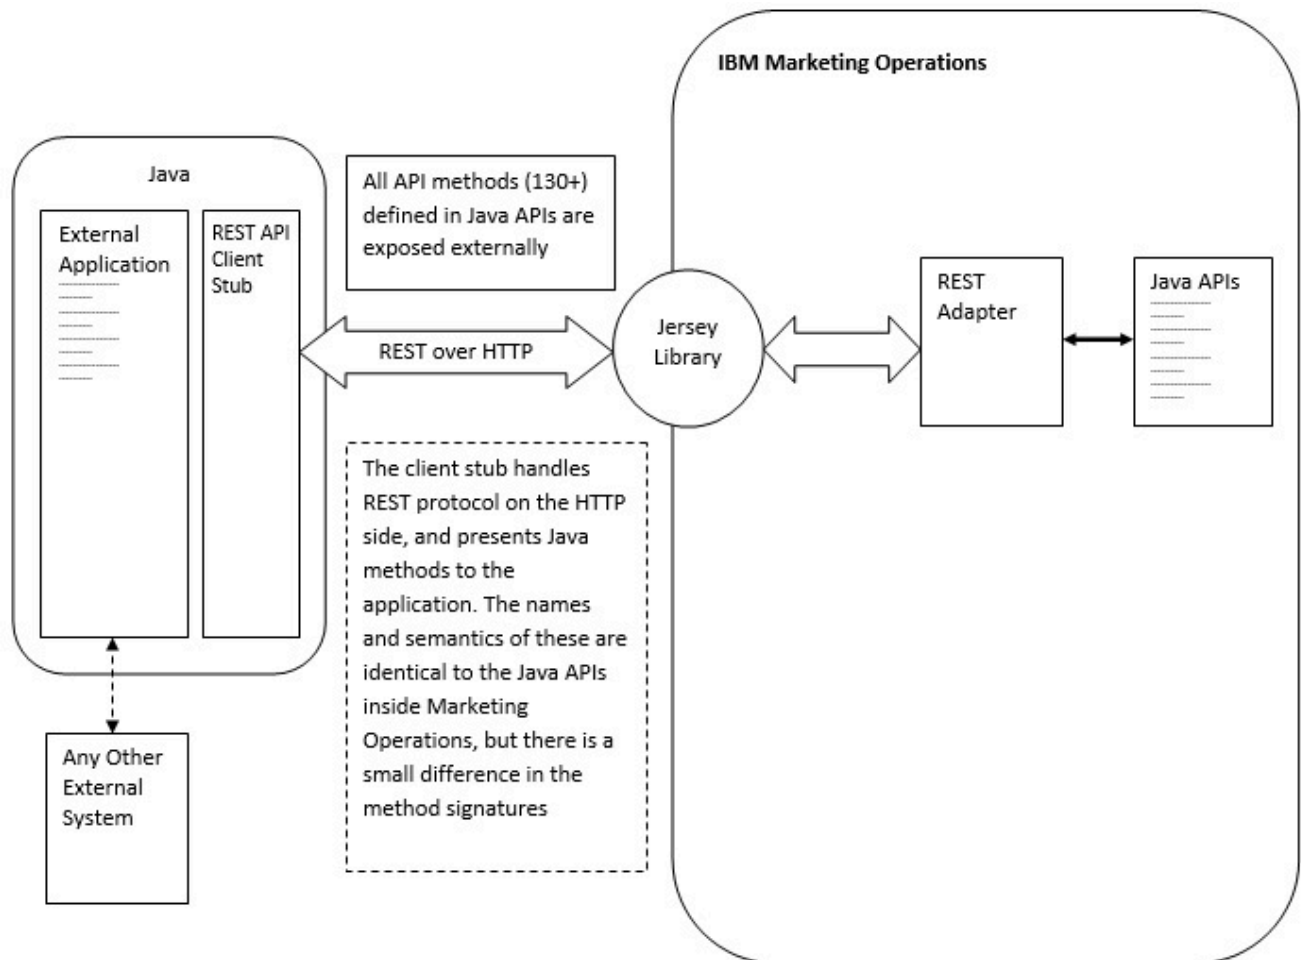 IBM Marketing Operations
Java
External
Application
REST API
Client
Stub
All API methods (130+)
defined in Java APIs are
exposed externally
REST over HTTP
Jersey
Library
REST
Adapter
Java APIs
The client stub handles
REST protocol on the HTTP
side, and presents Java
methods to the
application. The names
and semantics of these are
identical to the Java APIs
inside Marketing
Operations, but there is a
small difference in the
method signatures
Any Other
External
System